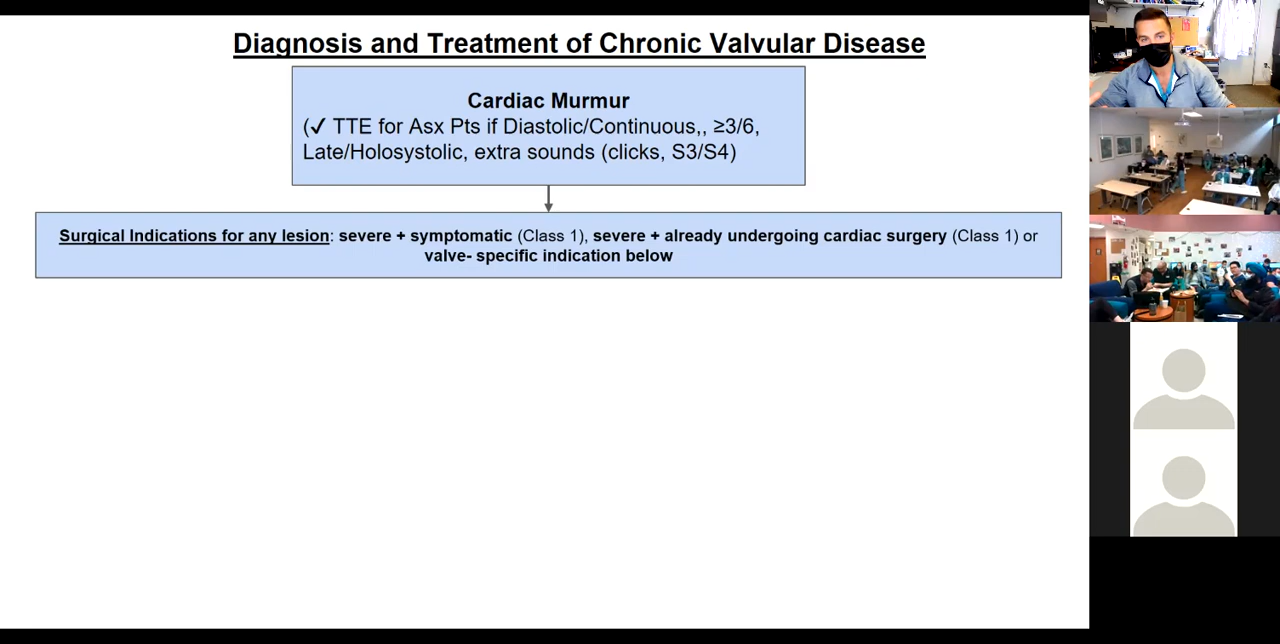 Diagnosis and Treatment of Chronic Valvular Disease
Cardiac Murmur
(✓ TTE for Asx Pts if Diastolic/Continuous,, ≥3/6,
Late/Holosystolic, extra sounds (clicks, S3/S4)
Surgical Indications for any lesion: severe + symptomatic (Class 1), severe + already undergoing cardiac surgery (Class 1) or
valve- specific indication below